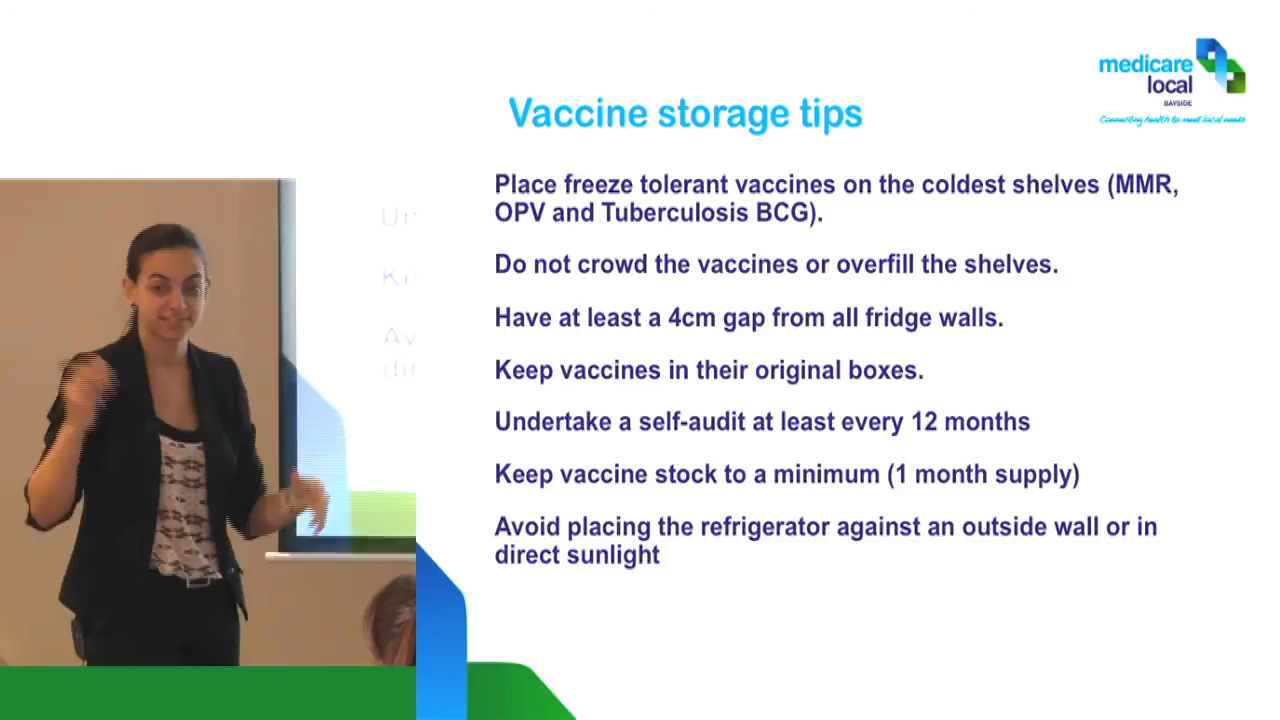 medicare
local
BAYSIDE
Connecting health to meet local needs
Vaccine storage tips
Place freeze tolerant vaccines on the coldest shelves (MMR,
OPV and Tuberculosis BCG).
Do not crowd the vaccines or overfill the shelves.
Have at least a 4cm gap from all fridge walls.
Keep vaccines in their original boxes.
Undertake a self-audit at least every 12 months
Keep vaccine stock to a minimum (1 month supply)
Avoid placing the refrigerator against an outside wall or in
direct sunlight